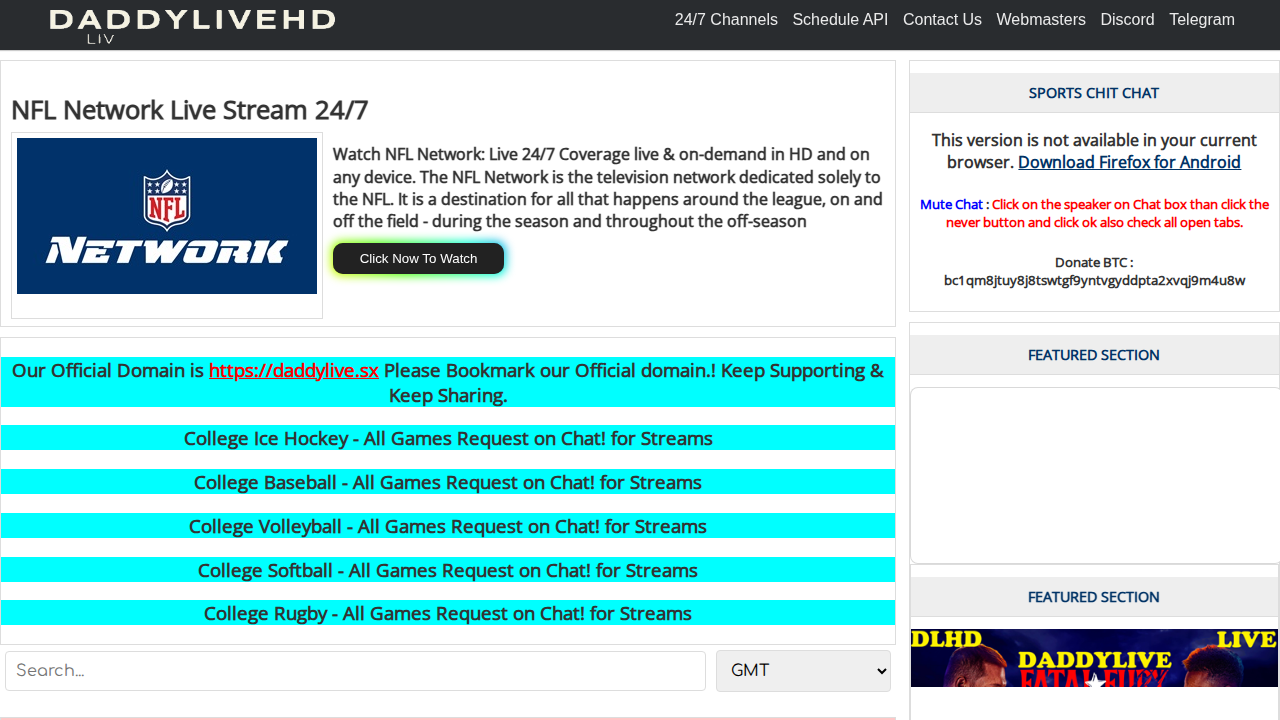 DADDYLIVEHD
LIV
24/7 Channels Schedule API Contact Us Webmasters Discord Telegram
NFL Network Live Stream 24/7
NFL
NETWORK
Watch NFL Network: Live 24/7 Coverage live & on-demand in HD and on
any device. The NFL Network is the television network dedicated solely to
the NFL. It is a destination for all that happens around the league, on and
off the field - during the season and throughout the off-season
Click Now To Watch
Our Official Domain is https://daddylive.sx Please Bookmark our Official domain.! Keep Supporting &
Keep Sharing.
College Ice Hockey - All Games Request on Chat! for Streams
College Baseball - All Games Request on Chat! for Streams
College Volleyball - All Games Request on Chat! for Streams
College Softball - All Games Request on Chat! for Streams
College Rugby - All Games Request on Chat! for Streams
Search...
GMT
SPORTS CHIT CHAT
This version is not available in your current
browser. Download Firefox for Android
Mute Chat : Click on the speaker on Chat box than click the
never button and click ok also check all open tabs.
Donate BTC :
bc1qm8jtuy8j8tswtgf9yntvgyddpta2xvqj9m4u8w
FEATURED SECTION
FEATURED SECTION
DLHD LIVE
DADDYLIVE
FATAL FURY